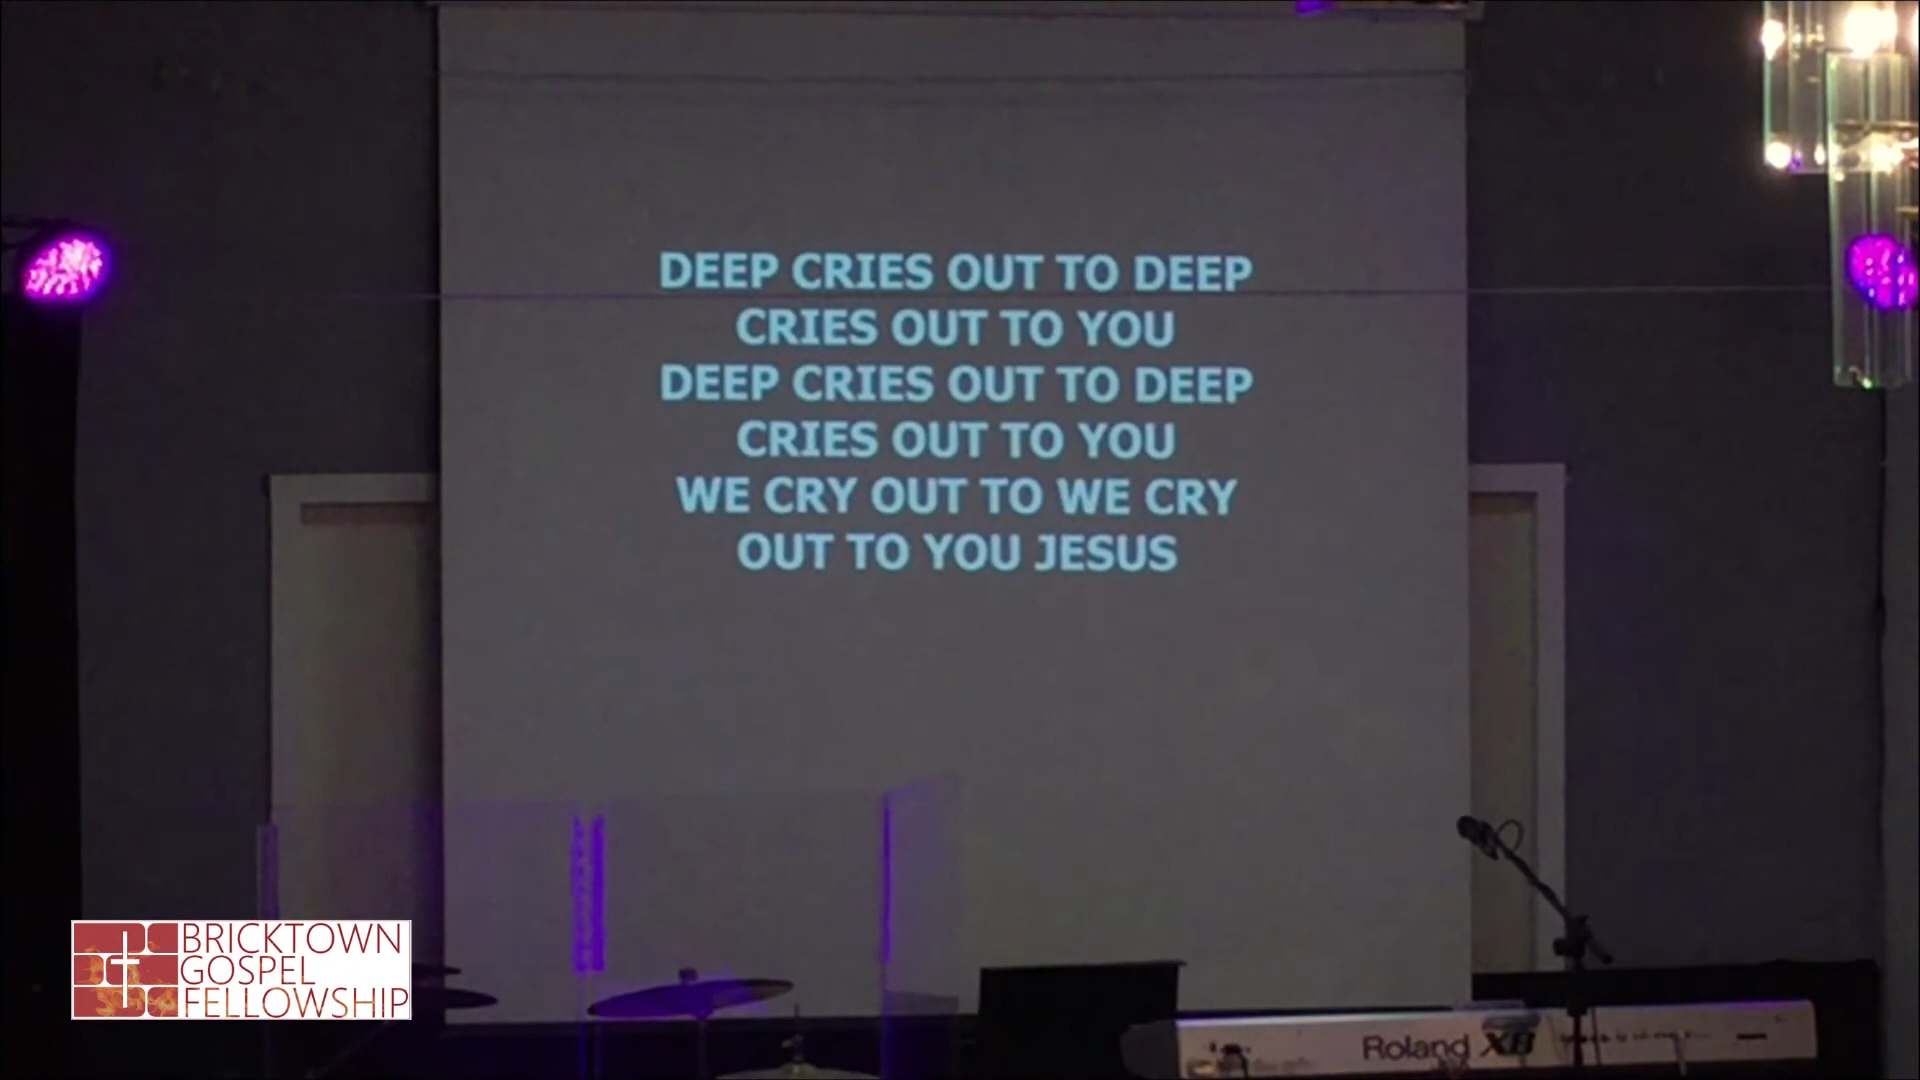 DEEP CRIES OUT TO DEEP
CRIES OUT TO YOU
DEEP CRIES OUT TO DEEP
CRIES OUT TO YOU
WE CRY OUT TO WE CRY
OUT TO YOU JESUS
BRICKTOWN
GOSPEL
FELLOWSHIP
Roland